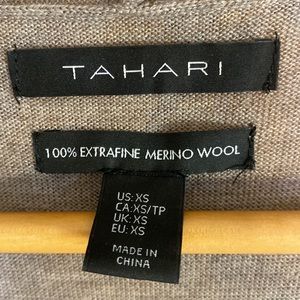 TAHARI
100% EXTRAFINE MERINO WOOL
US: XS
CA: XS/TP
UK: XS
EU: XS
MADE IN
CHINA